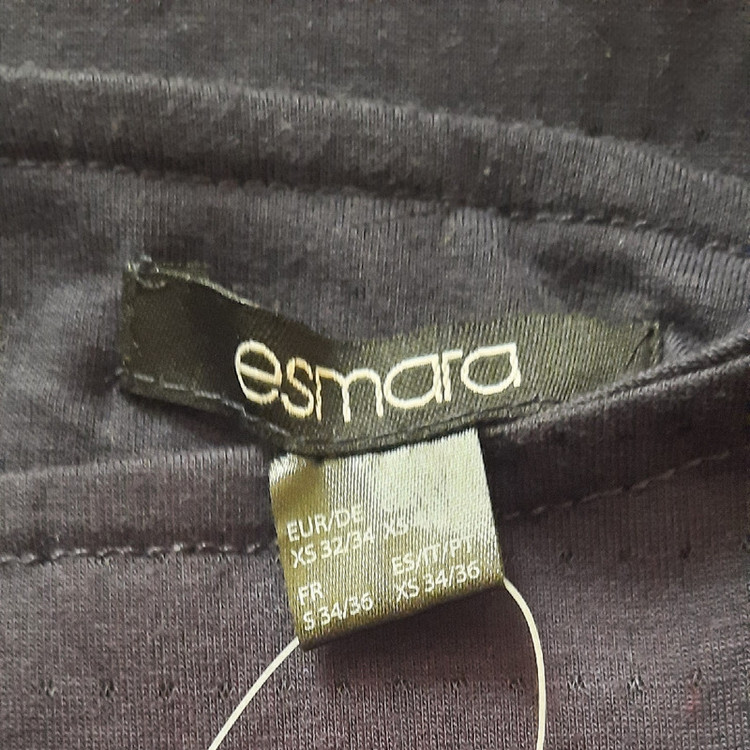 esmara
EUR/DE
XS 32/34 XS
FR ES/IT/PT
S 34/36 XS 34/36